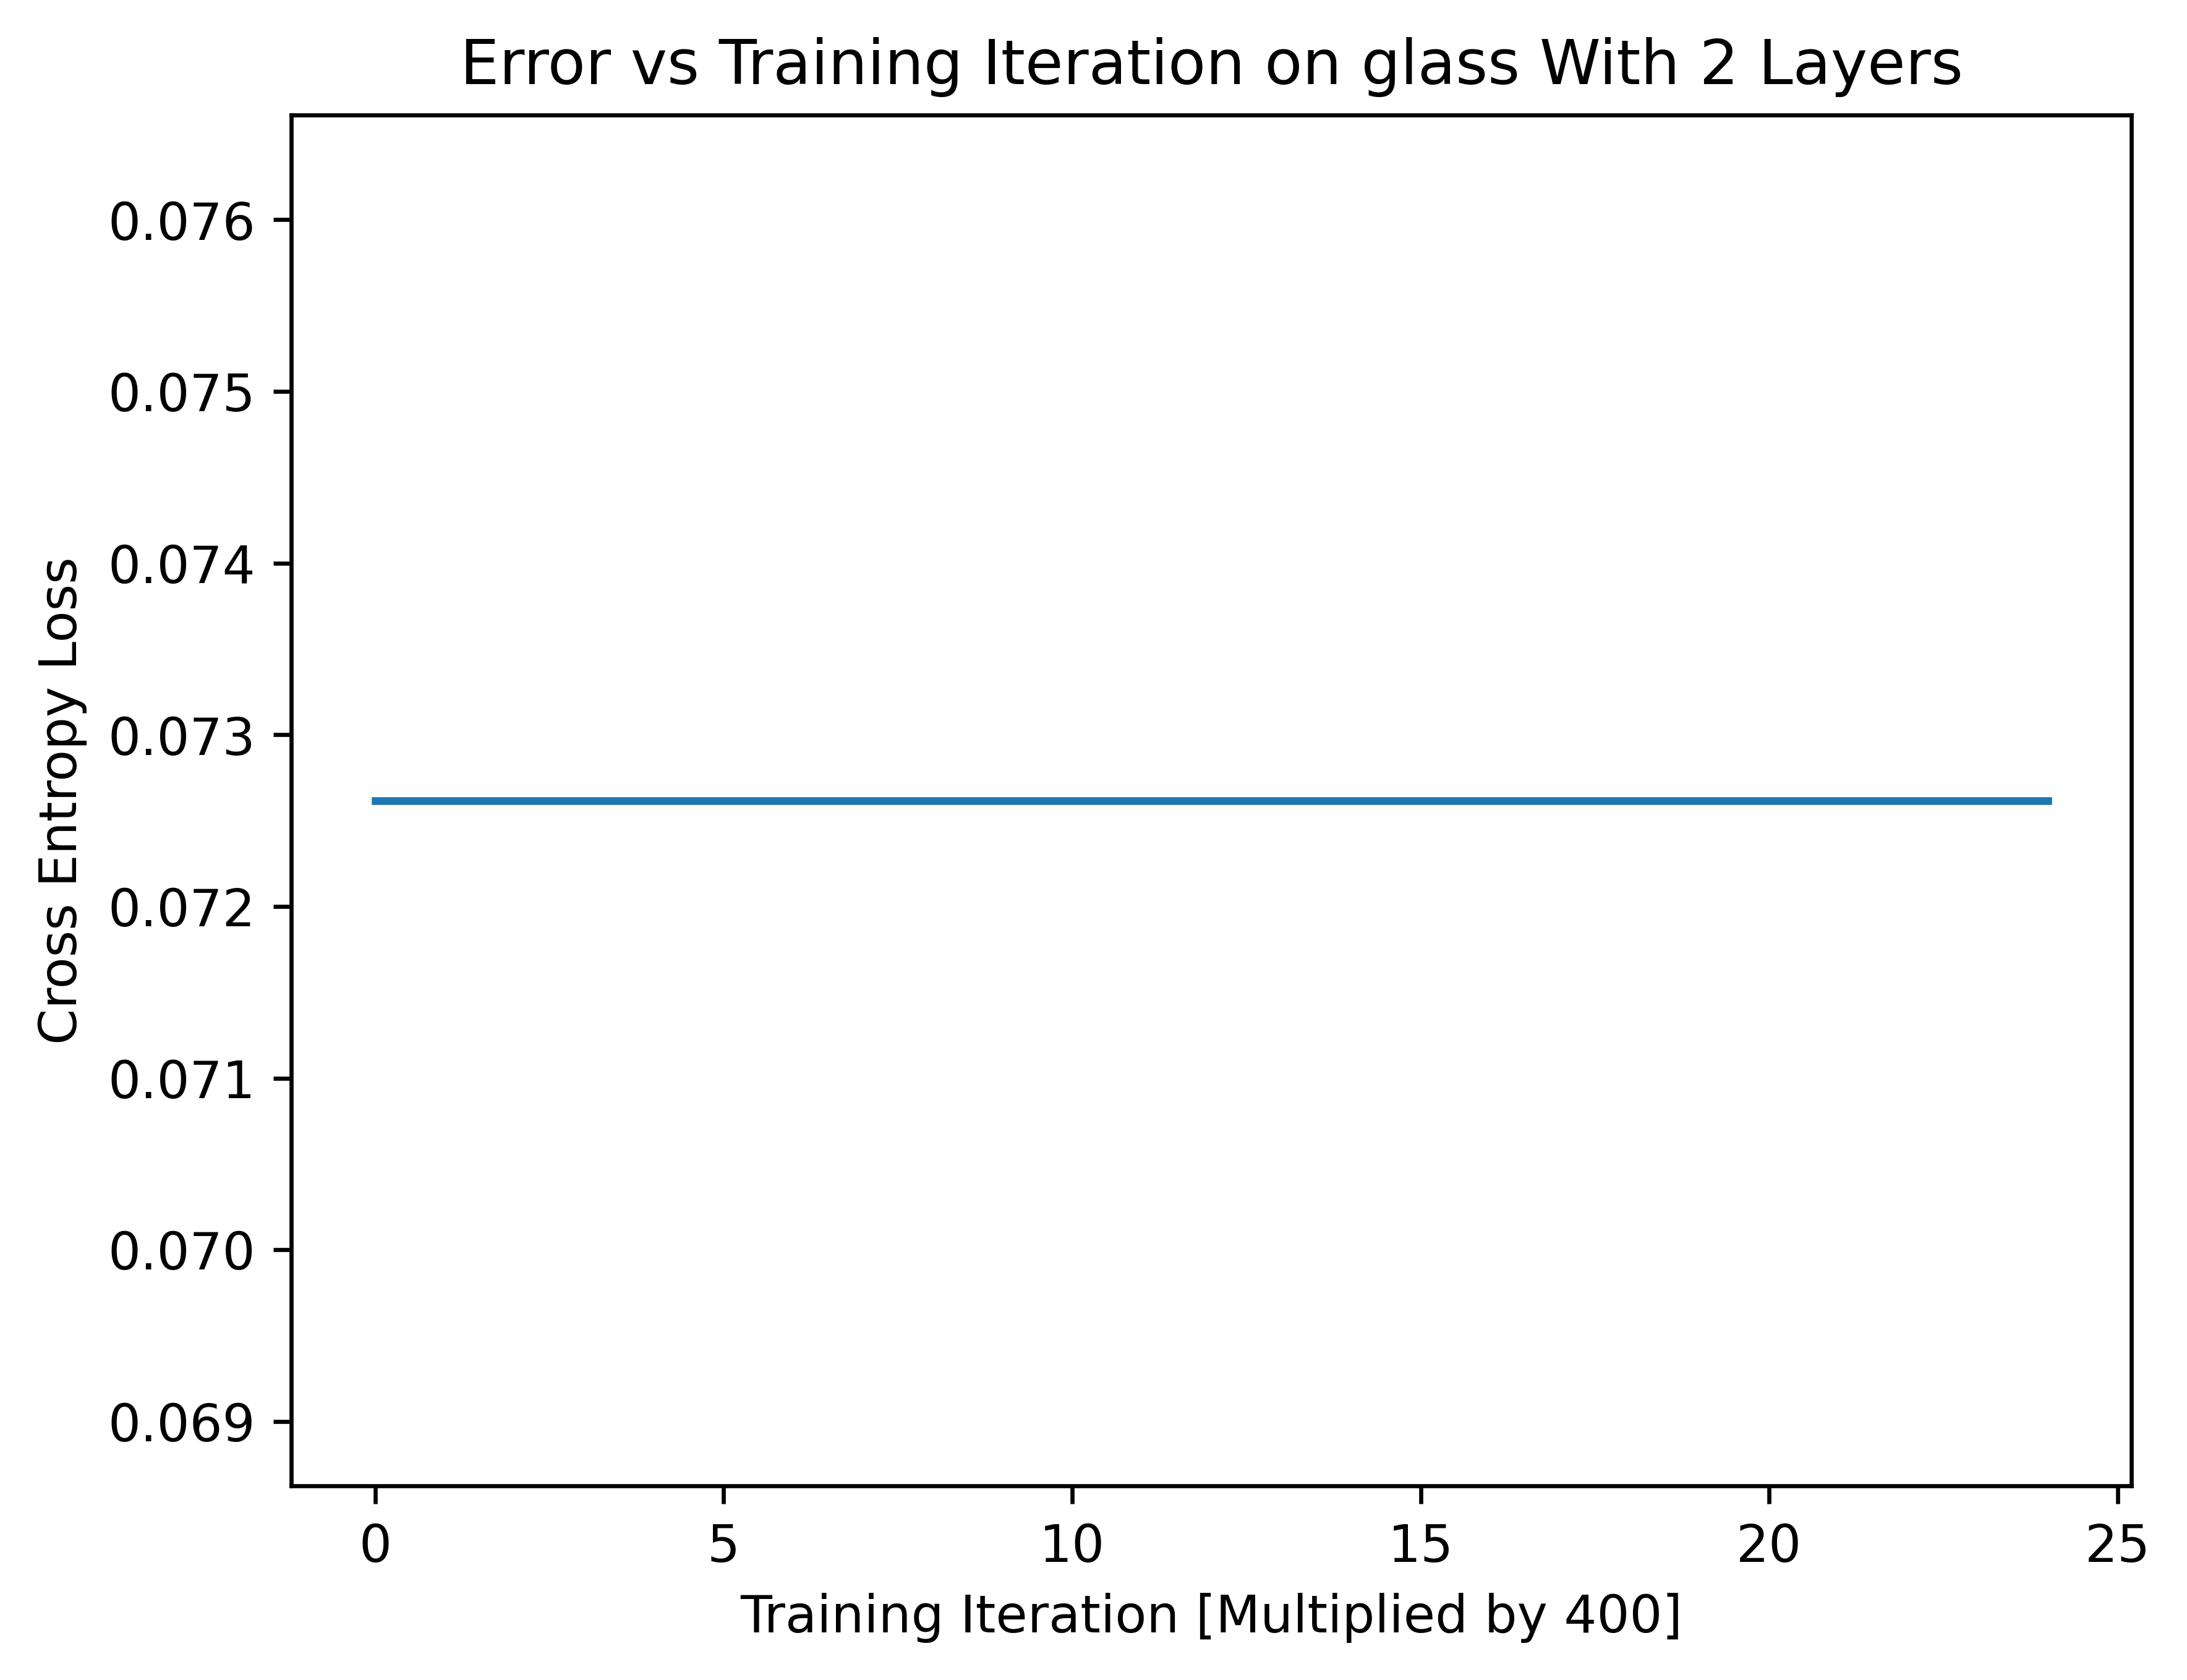 Error vs Training Iteration on glass With 2 Layers
Cross Entropy Loss
0.076
0.075
0.074
0.073
0.072
0.071
0.070
0.069
0 5 10 15 20 25
Training Iteration [Multiplied by 400]